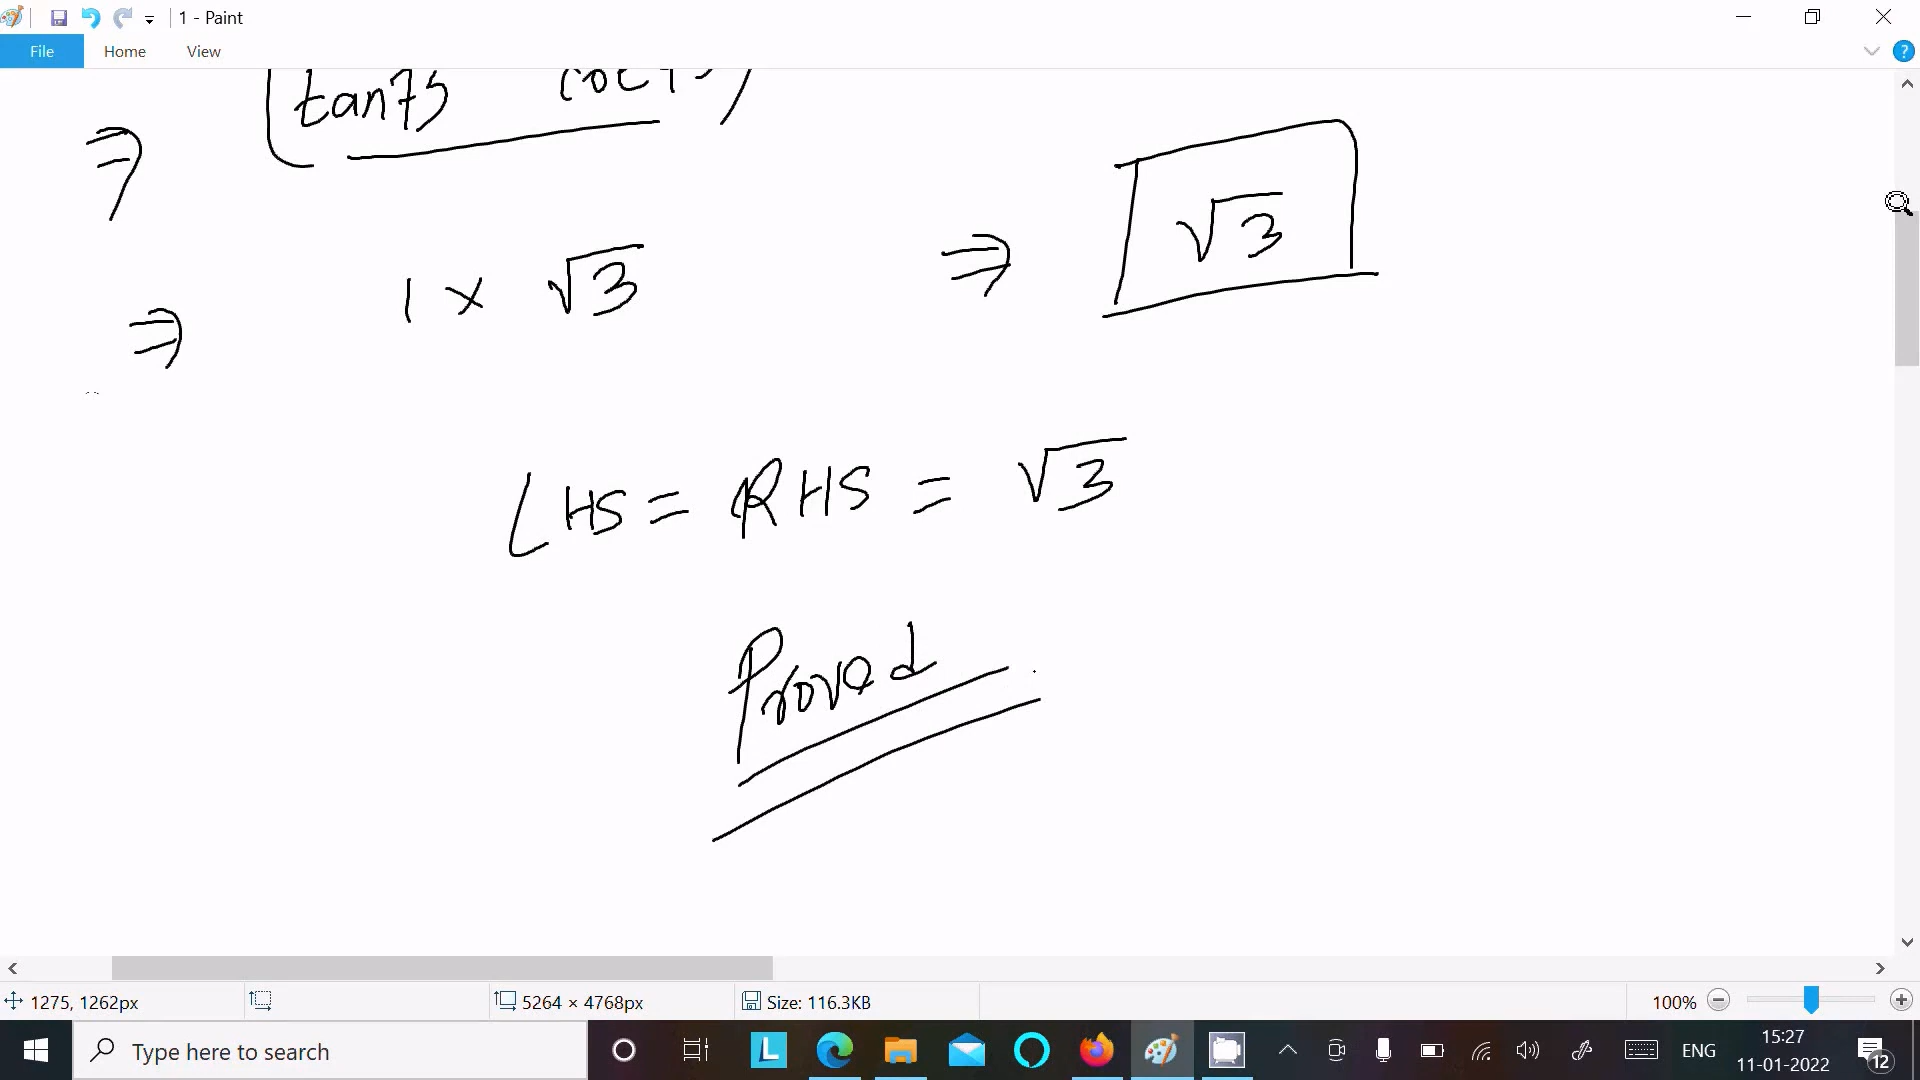 1 - Paint
File Home View
tan75
⇒
1 × √3 ⇒ √3
⇒
LHS = RHS = √3
Proved
1275, 1262px 5264 × 4768px Size: 116.3KB 100%
Type here to search L ENG 15:27
11-01-2022 12